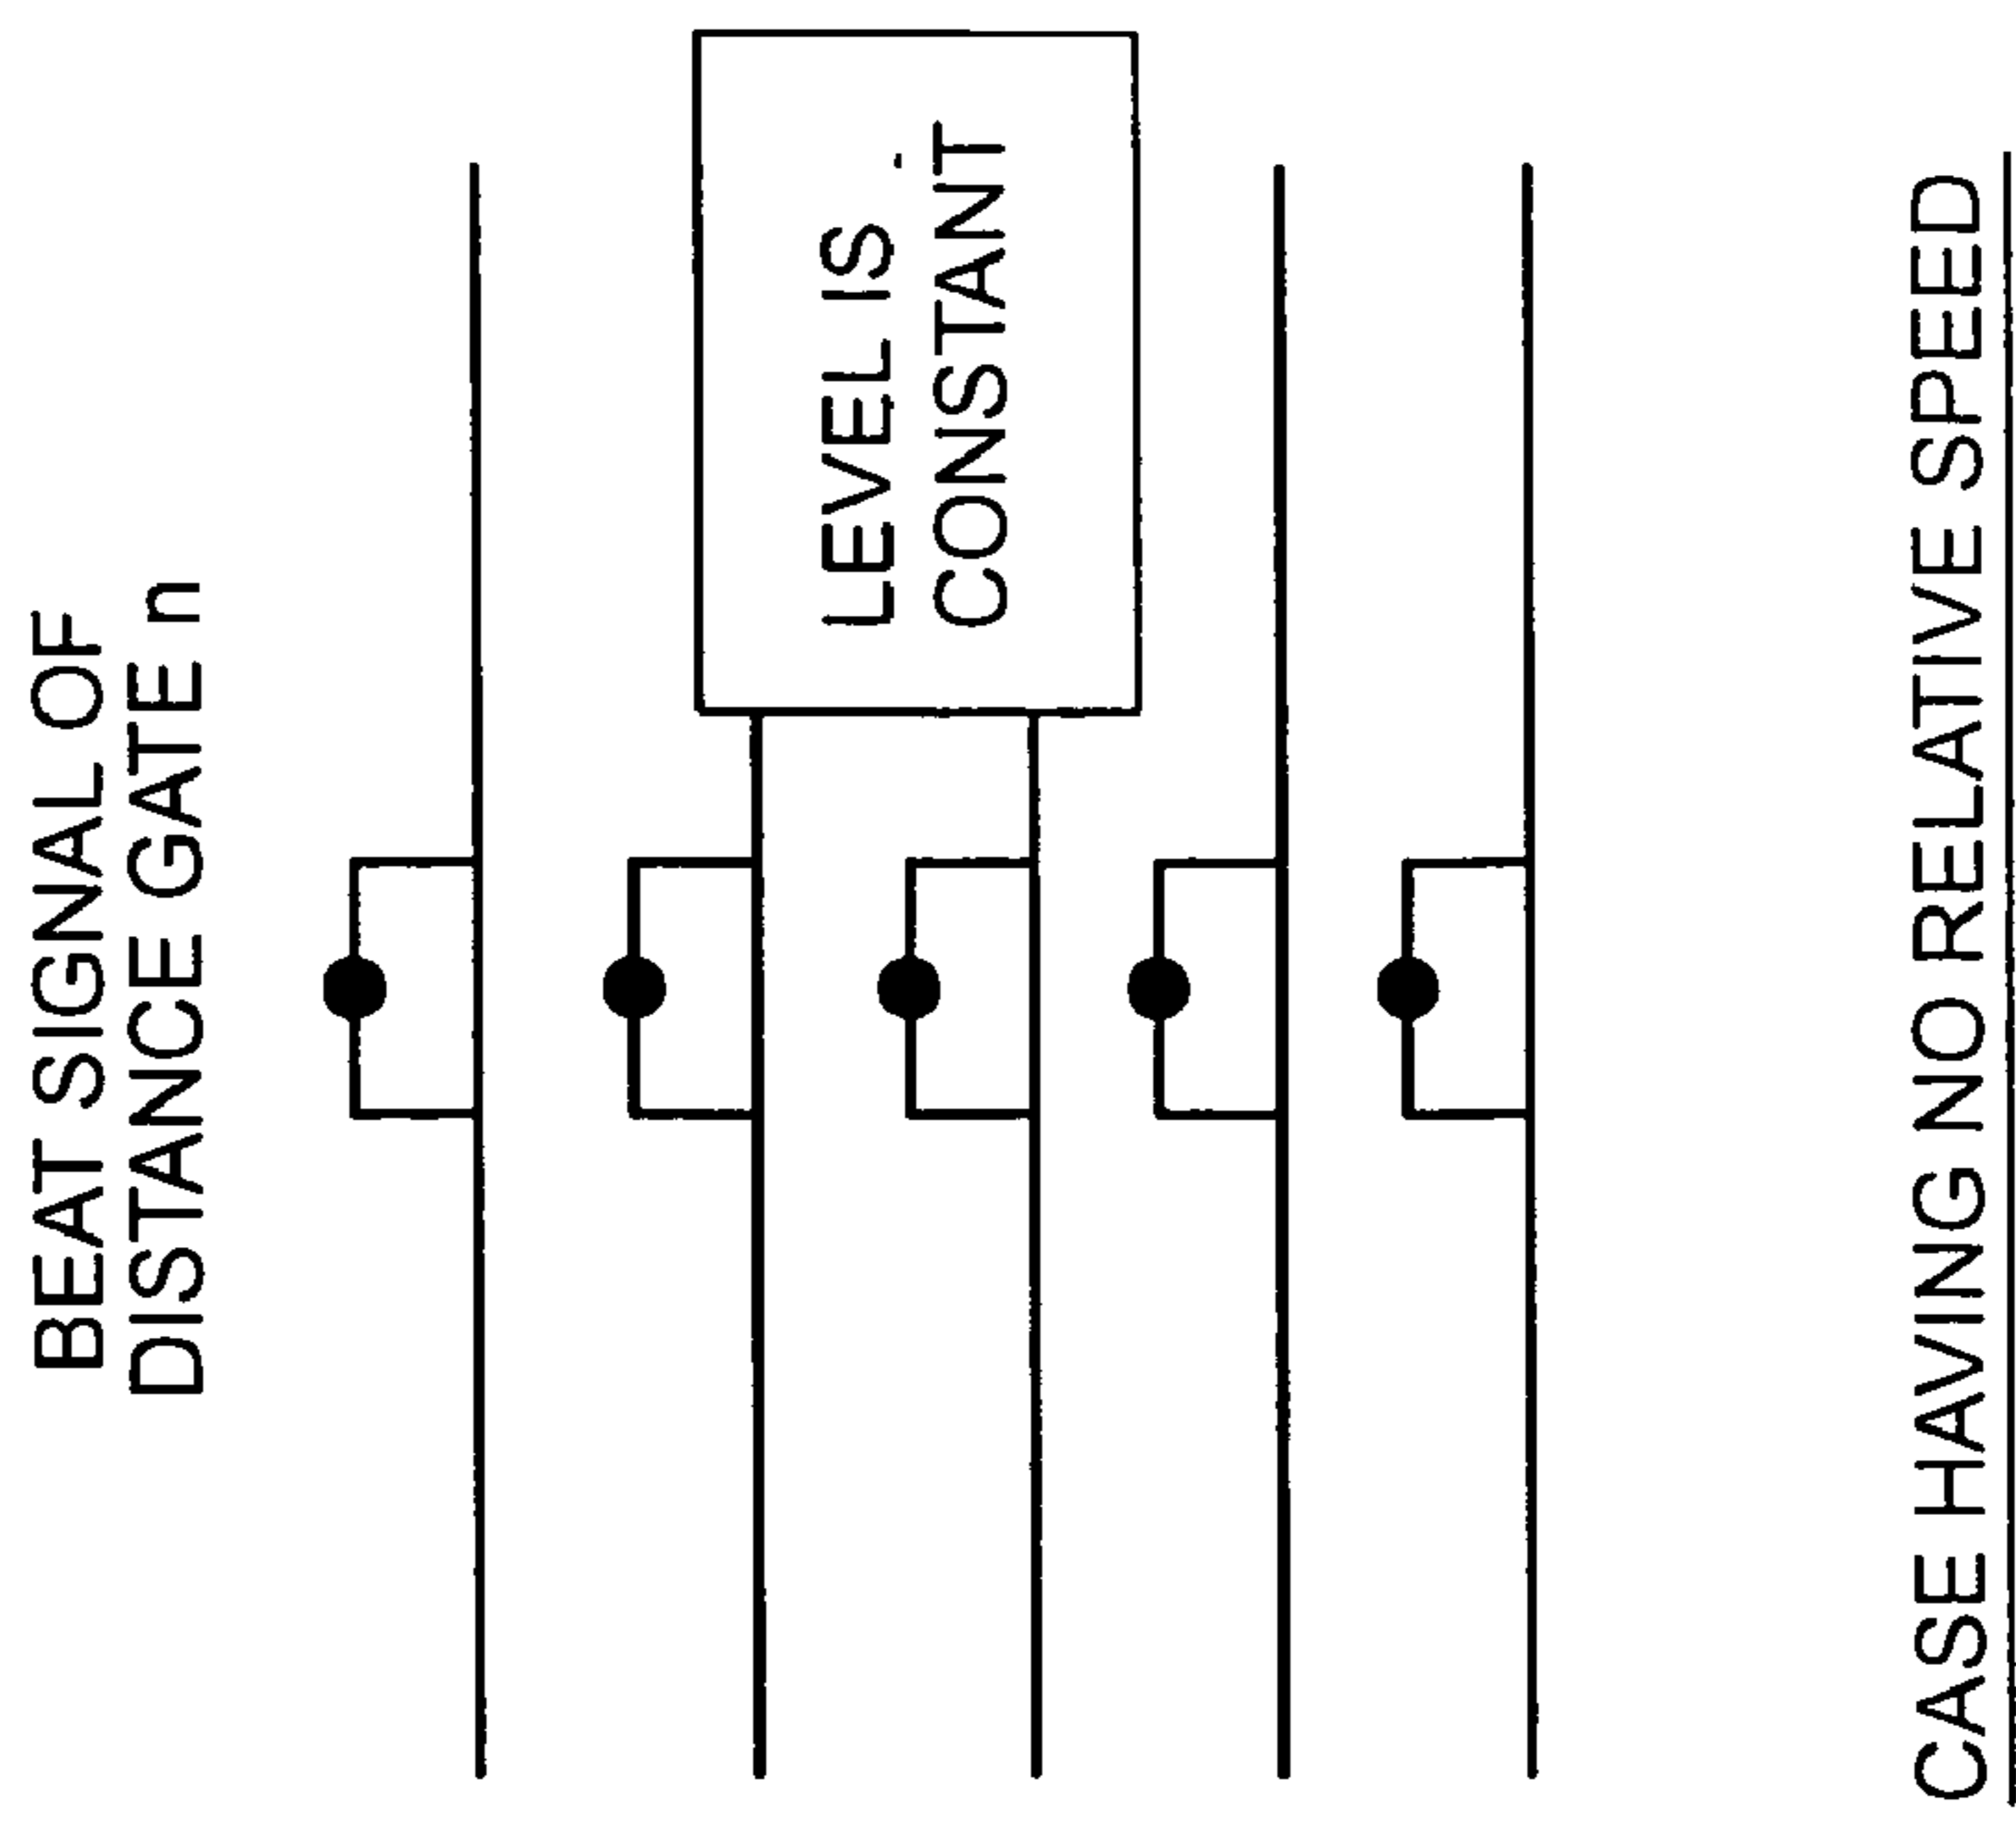 BEAT SIGNAL OF
DISTANCE GATE n
LEVEL IS
CONSTANT
CASE HAVING NO RELATIVE SPEED